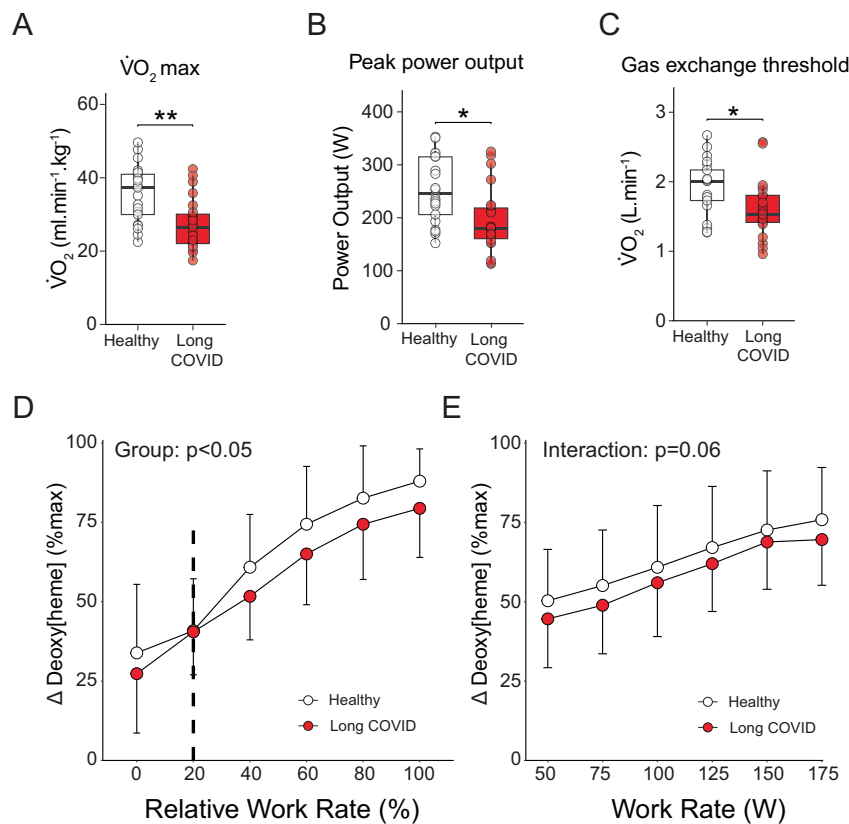 A
B
C
V̇O₂ max
Peak power output
Gas exchange threshold
**
*
*
V̇O₂ (ml.min⁻¹.kg⁻¹)
60
40
20
0
Healthy
Long
COVID
Power Output (W)
400
300
200
100
0
Healthy
Long
COVID
V̇O₂ (L.min⁻¹)
3
2
1
0
Healthy
Long
COVID
D
Group: p<0.05
Δ Deoxy[heme] (%max)
100
75
50
25
0
Healthy
Long COVID
0 20 40 60 80 100
Relative Work Rate (%)
E
Interaction: p=0.06
Δ Deoxy[heme] (%max)
100
75
50
25
0
Healthy
Long COVID
50 75 100 125 150 175
Work Rate (W)